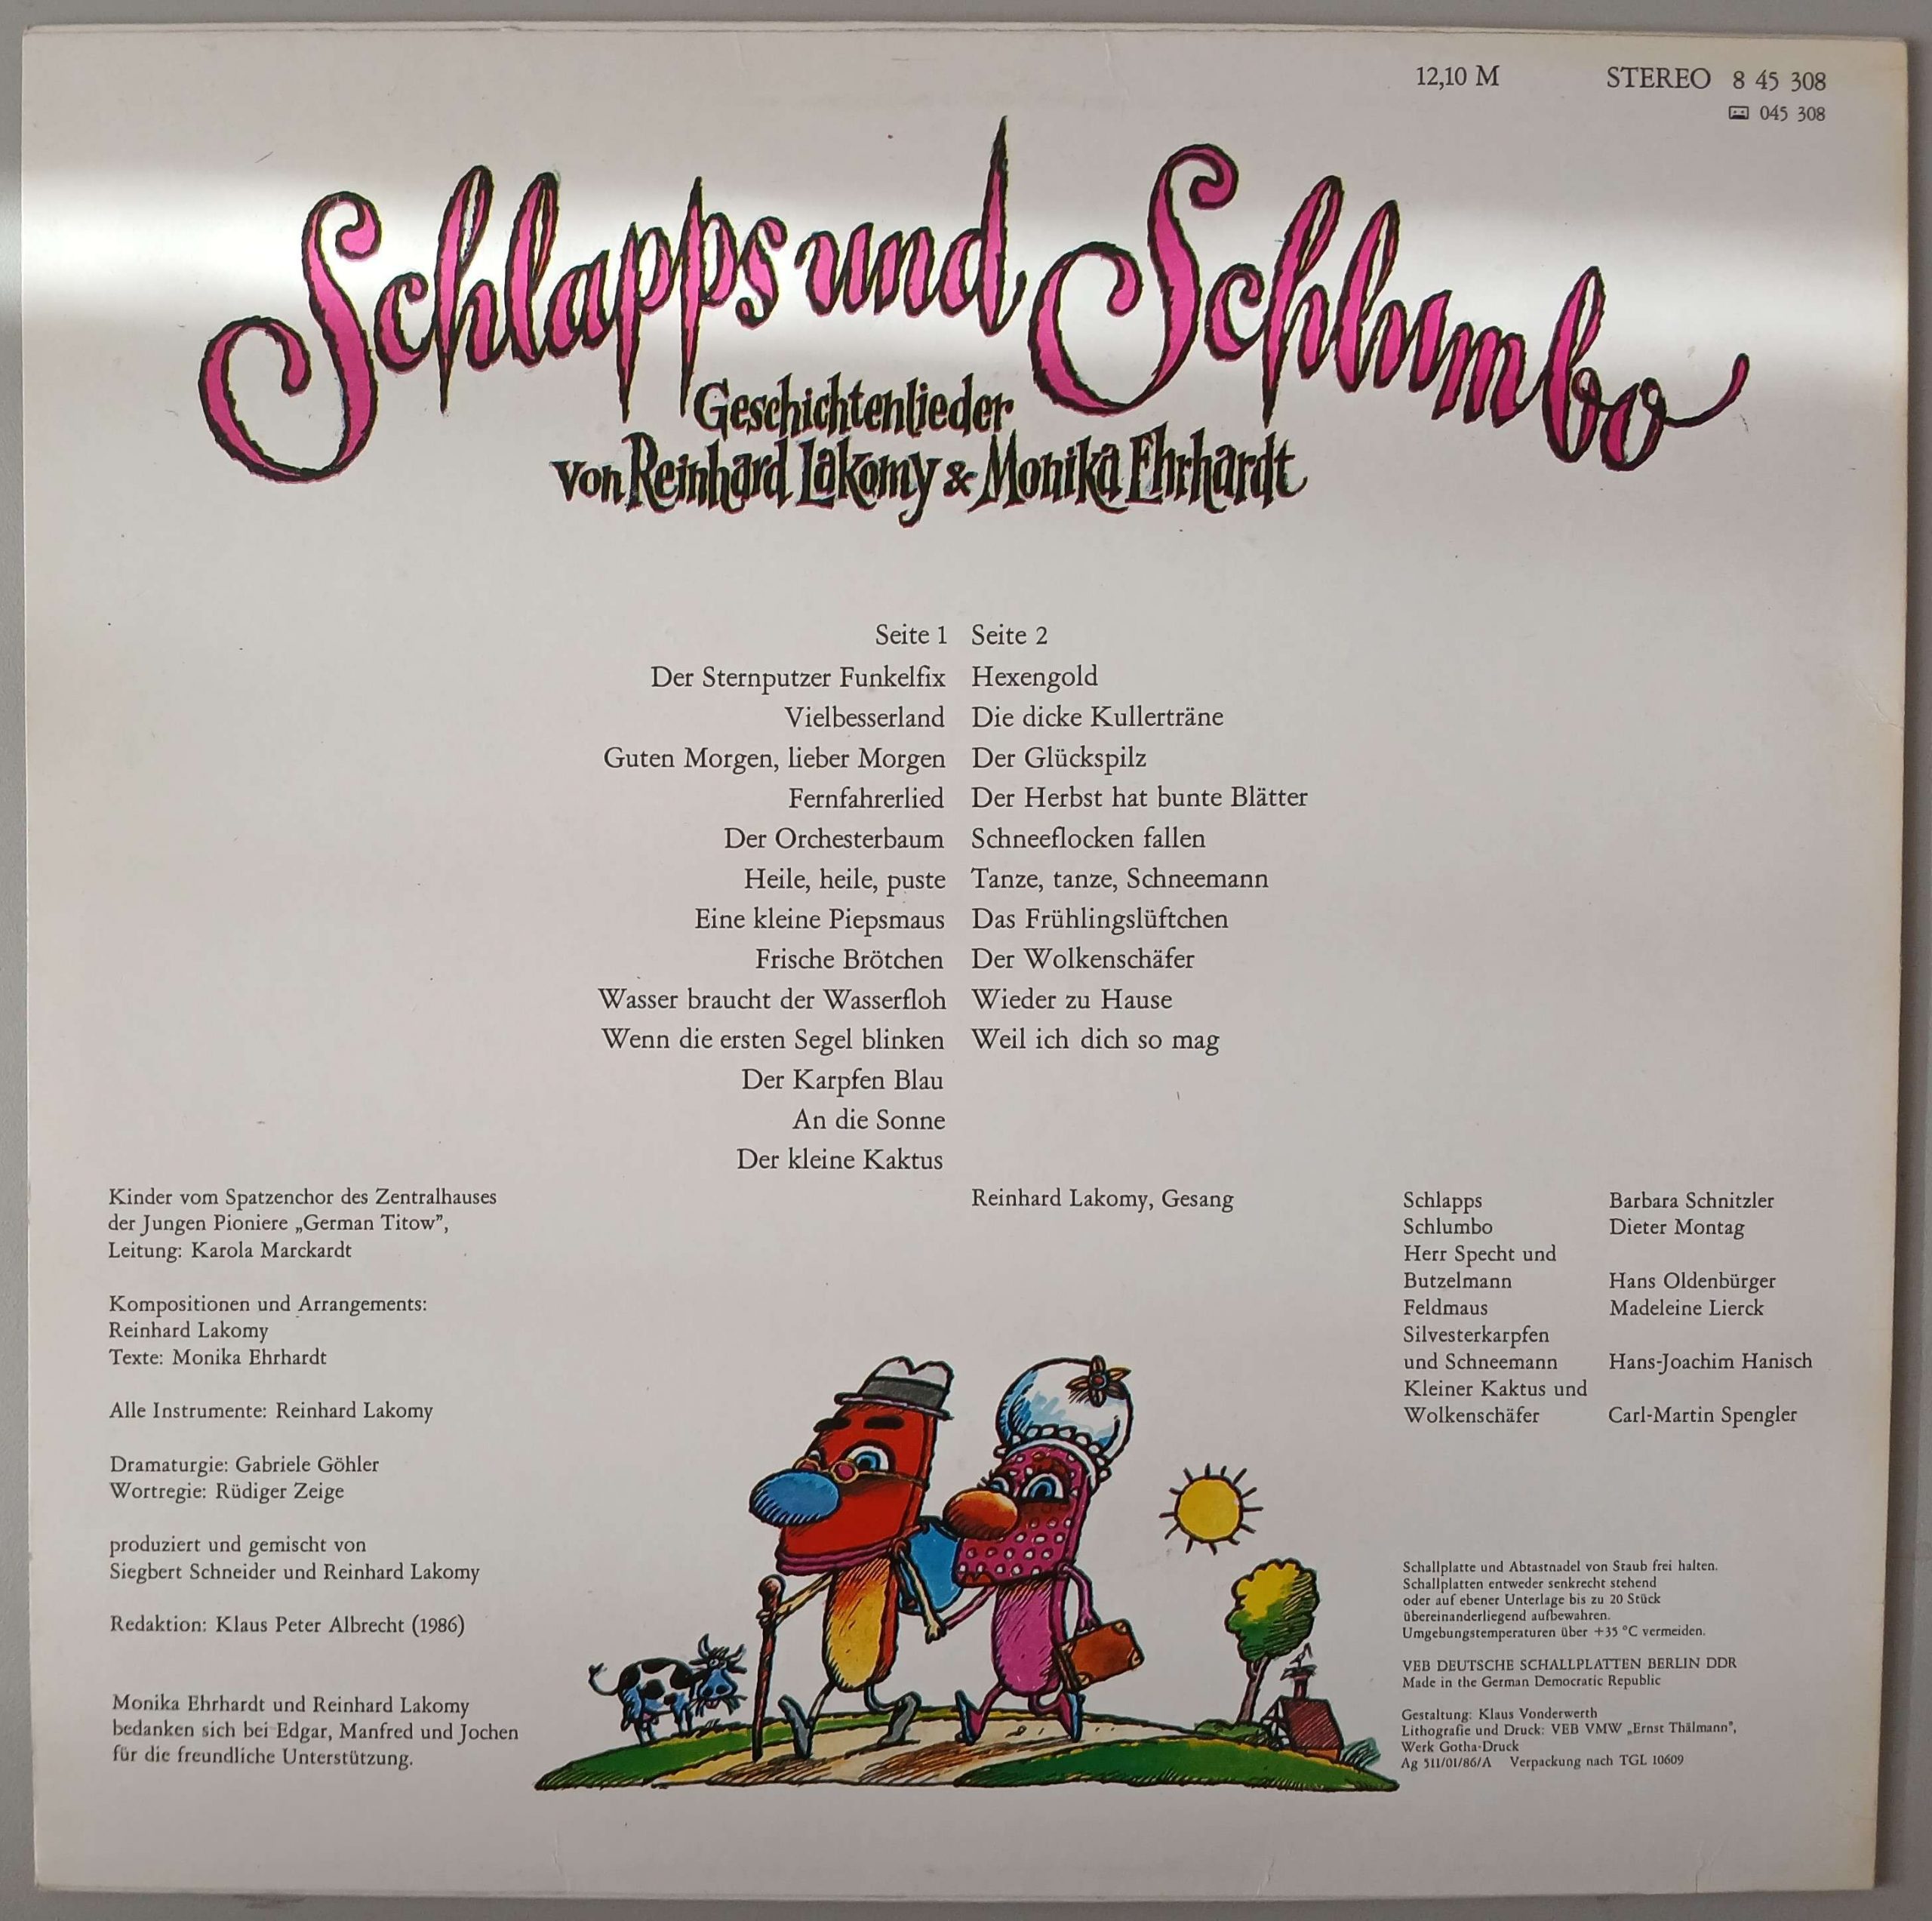 12,10 M
STEREO 8 45 308
045 308
Schlapps und Schlumbo
Geschichtenlieder
von Reinhard Lakomy & Monika Ehrhardt
Seite 1
Der Sternputzer Funkelfix
Vielbesserland
Guten Morgen, lieber Morgen
Fernfahrerlied
Der Orchesterbaum
Heile, heile, puste
Eine kleine Piepsmaus
Frische Brötchen
Wasser braucht der Wasserfloh
Wenn die ersten Segel blinken
Der Karpfen Blau
An die Sonne
Der kleine Kaktus
Seite 2
Hexengold
Die dicke Kullerträne
Der Glückspilz
Der Herbst hat bunte Blätter
Schneeflocken fallen
Tanze, tanze, Schneemann
Das Frühlingslüftchen
Der Wolkenschäfer
Wieder zu Hause
Weil ich dich so mag
Kinder vom Spatzenchor des Zentralhauses
der Jungen Pioniere „German Titow”,
Leitung: Karola Marckardt
Kompositionen und Arrangements:
Reinhard Lakomy
Texte: Monika Ehrhardt
Alle Instrumente: Reinhard Lakomy
Dramaturgie: Gabriele Göhler
Wortregie: Rüdiger Zeige
produziert und gemischt von
Siegbert Schneider und Reinhard Lakomy
Redaktion: Klaus Peter Albrecht (1986)
Monika Ehrhardt und Reinhard Lakomy
bedanken sich bei Edgar, Manfred und Jochen
für die freundliche Unterstützung.
Reinhard Lakomy, Gesang
Schlapps Barbara Schnitzler
Schlumbo Dieter Montag
Herr Specht und
Butzelmann Hans Oldenbürger
Feldmaus Madeleine Lierck
Silvesterkarpfen
und Schneemann Hans-Joachim Hanisch
Kleiner Kaktus und
Wolkenschäfer Carl-Martin Spengler
Schallplatte und Abtastnadel von Staub frei halten.
Schallplatten entweder senkrecht stehend
oder auf ebener Unterlage bis zu 20 Stück
übereinanderliegend aufbewahren.
Umgebungstemperaturen über +35 °C vermeiden.
VEB DEUTSCHE SCHALLPLATTEN BERLIN DDR
Made in the German Democratic Republic
Gestaltung: Klaus Vonderwerth
Lithografie und Druck: VEB VMW „Ernst Thälmann”,
Werk Gotha-Druck
Ag 511/01/86/A Verpackung nach TGL 10609